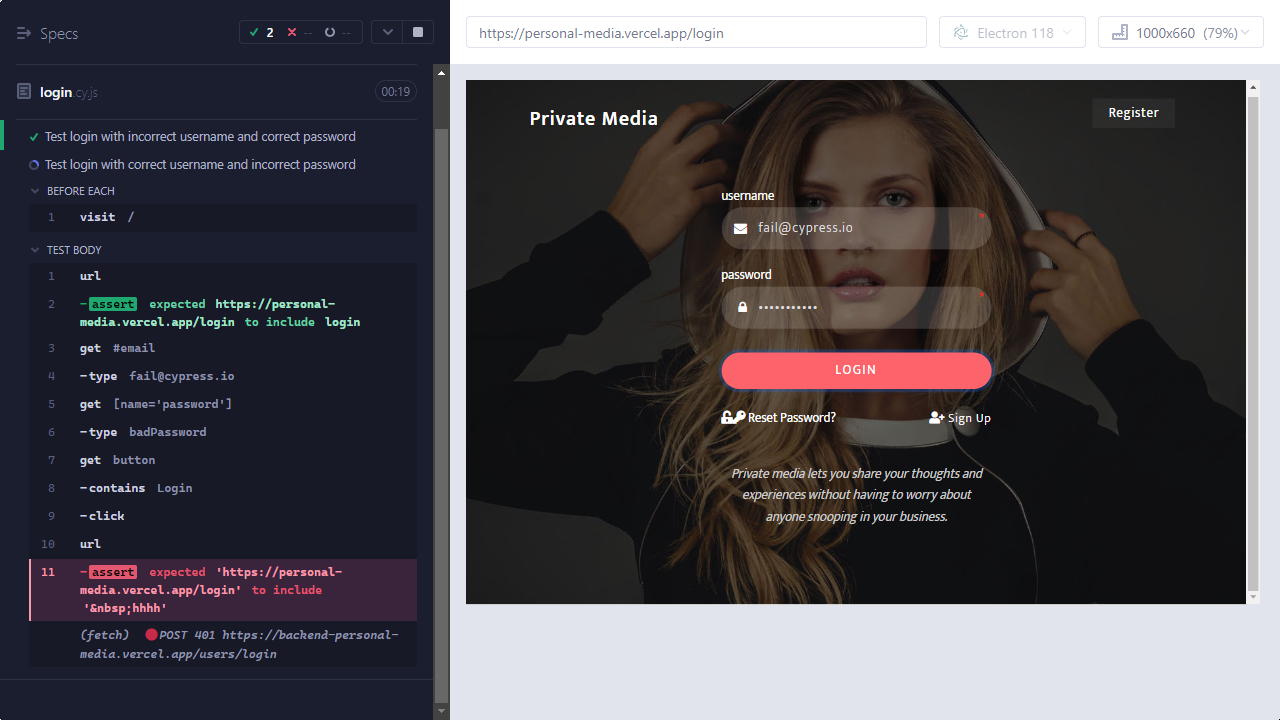 Specs
2 -- --
login.cy.js 00:19
Test login with incorrect username and correct password
Test login with correct username and incorrect password
BEFORE EACH
1 visit /
TEST BODY
1 url
2 -assert expected https://personal-
media.vercel.app/login to include login
3 get #email
4 -type fail@cypress.io
5 get [name='password']
6 -type badPassword
7 get button
8 -contains Login
9 -click
10 url
11 -assert expected 'https://personal-
media.vercel.app/login' to include
'&nbsp;hhhh'
(fetch) POST 401 https://backend-personal-
media.vercel.app/users/login
https://personal-media.vercel.app/login
Electron 118
1000x660 (79%)
Private Media
Register
username
fail@cypress.io
*
password
•••••••••••
*
LOGIN
Reset Password? Sign Up
Private media lets you share your thoughts and
experiences without having to worry about
anyone snooping in your business.